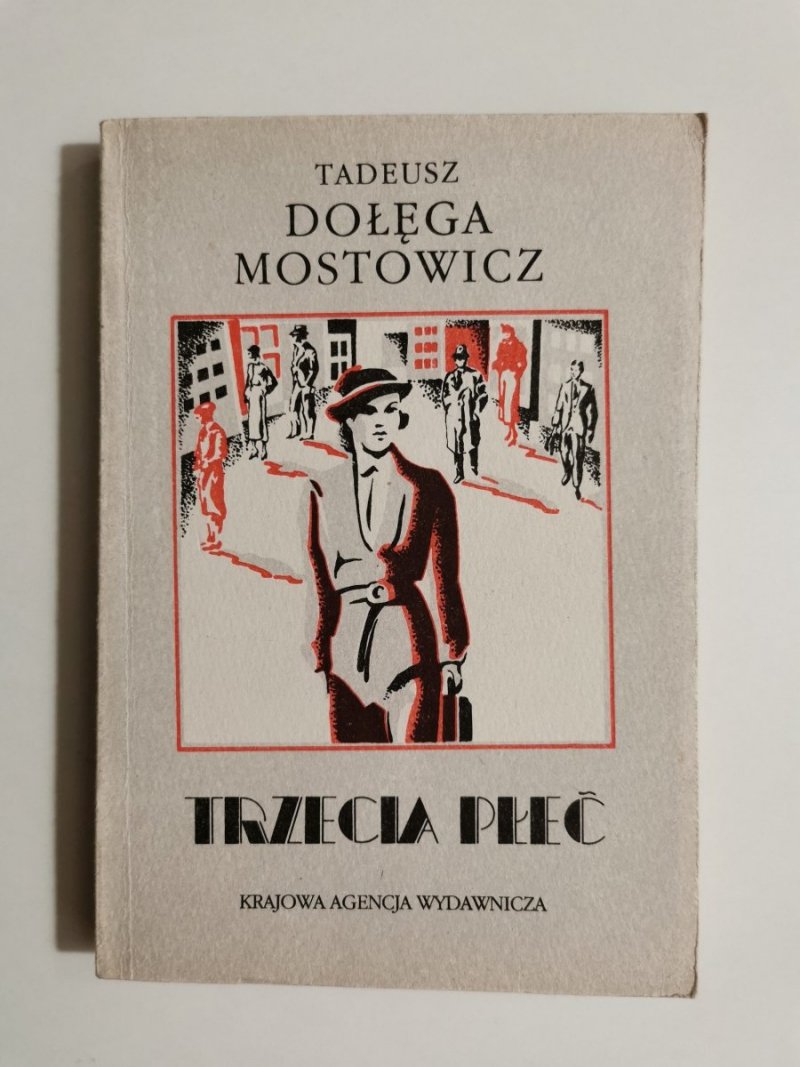 TADEUSZ
DOŁĘGA
MOSTOWICZ
TRZECIA PŁEĆ
KRAJOWA AGENCJA WYDAWNICZA